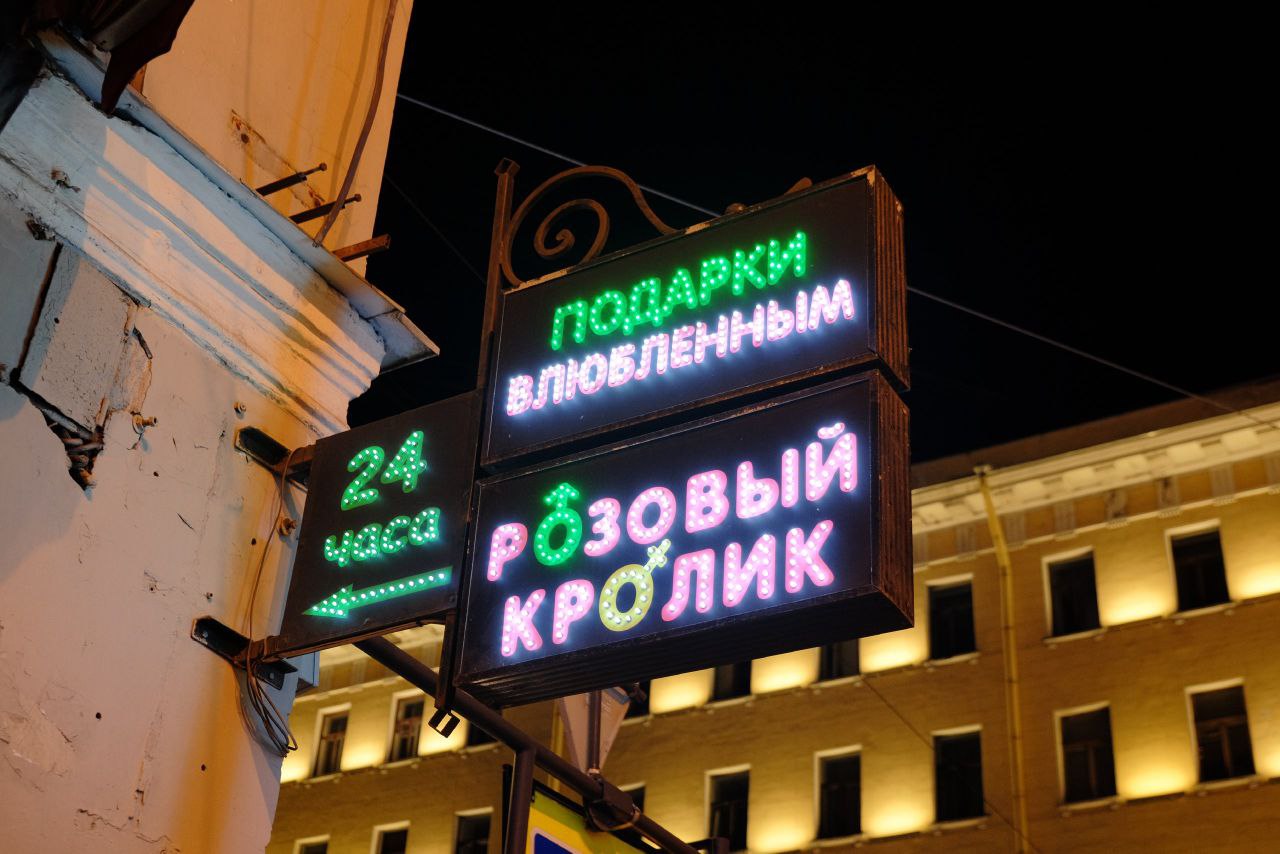 ПОДАРКИ
ВЛЮБЛЕННЫМ
24
часа
РОЗОВЫЙ
КРОЛИК